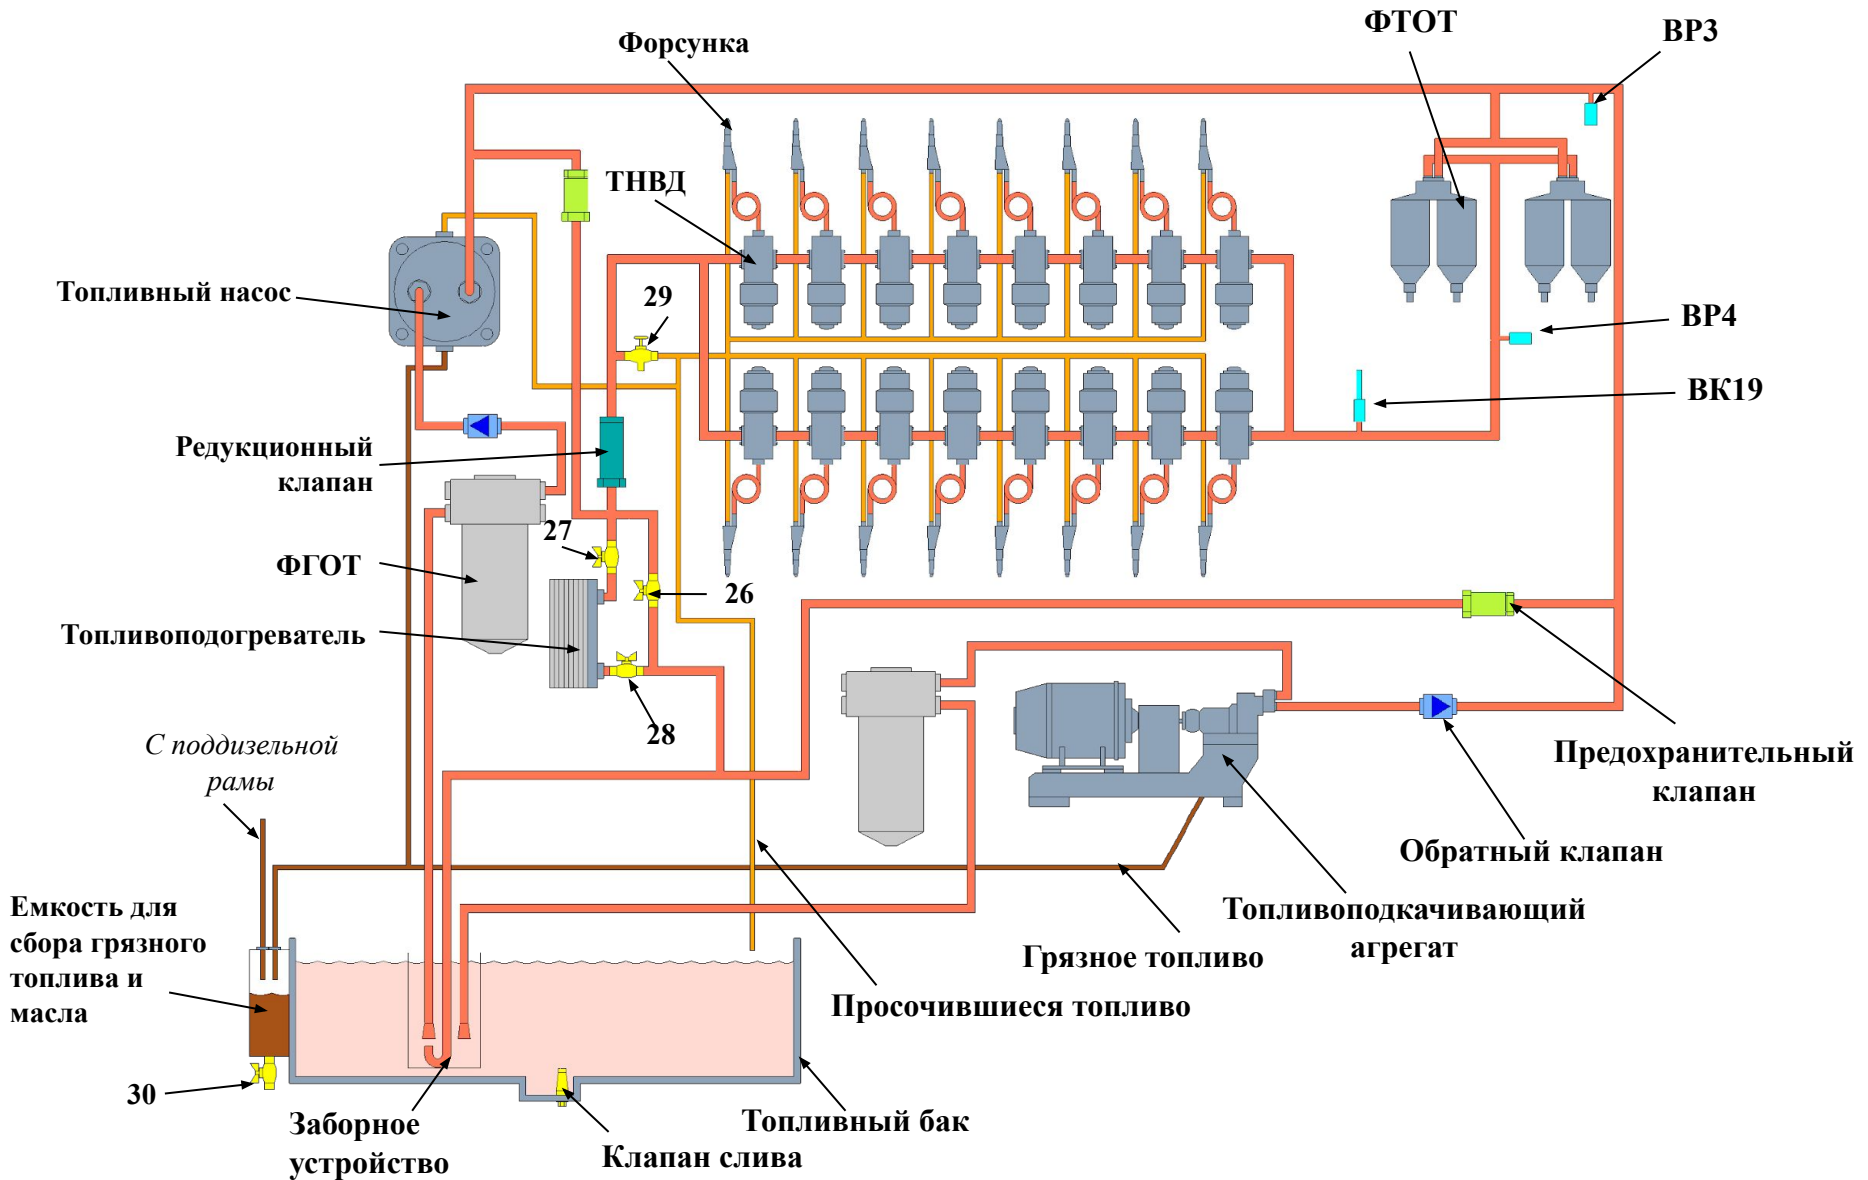 ФТОТ
ВР3
Форсунка
ТНВД
Топливный насос
29
ВР4
ВК19
Редукционный
клапан
27
ФГОТ
26
Топливоподогреватель
28
С поддизельной
рамы
Предохранительный
клапан
Обратный клапан
Емкость для
сбора грязного
топлива и
масла
Топливоподкачивающий
агрегат
Грязное топливо
Просочившиеся топливо
30
Заборное
устройство
Топливный бак
Клапан слива